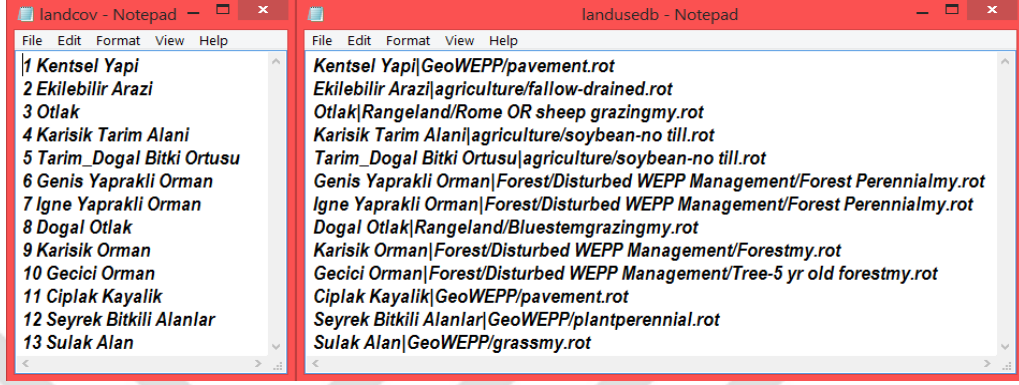 landcov - Notepad
File Edit Format View Help
1 Kentsel Yapi
2 Ekilebilir Arazi
3 Otlak
4 Karisik Tarim Alani
5 Tarim_Dogal Bitki Ortusu
6 Genis Yaprakli Orman
7 Igne Yaprakli Orman
8 Dogal Otlak
9 Karisik Orman
10 Gecici Orman
11 Ciplak Kayalik
12 Seyrek Bitkili Alanlar
13 Sulak Alan
landusedb - Notepad
File Edit Format View Help
Kentsel Yapi|GeoWEPP/pavement.rot
Ekilebilir Arazi|agriculture/fallow-drained.rot
Otlak|Rangeland/Rome OR sheep grazingmy.rot
Karisik Tarim Alani|agriculture/soybean-no till.rot
Tarim_Dogal Bitki Ortusu|agriculture/soybean-no till.rot
Genis Yaprakli Orman|Forest/Disturbed WEPP Management/Forest Perennialmy.rot
Igne Yaprakli Orman|Forest/Disturbed WEPP Management/Forest Perennialmy.rot
Dogal Otlak|Rangeland/Bluestemgrazingmy.rot
Karisik Orman|Forest/Disturbed WEPP Management/Forestmy.rot
Gecici Orman|Forest/Disturbed WEPP Management/Tree-5 yr old forestmy.rot
Ciplak Kayalik|GeoWEPP/pavement.rot
Seyrek Bitkili Alanlar|GeoWEPP/plantperennial.rot
Sulak Alan|GeoWEPP/grassmy.rot